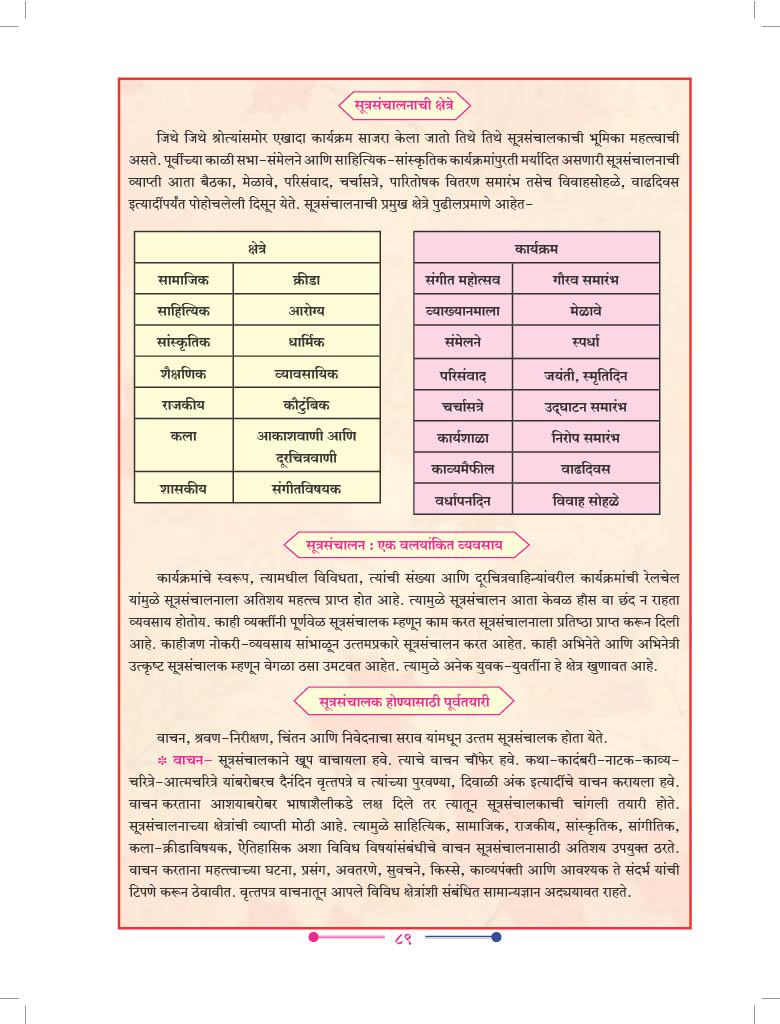 सूत्रसंचालनाची क्षेत्रे
जिथे जिथे श्रोत्यांसमोर एखादा कार्यक्रम साजरा केला जातो तिथे तिथे सूत्रसंचालकाची भूमिका महत्त्वाची
असते. पूर्वीच्या काळी सभा-संमेलने आणि साहित्यिक-सांस्कृतिक कार्यक्रमांपुरती मर्यादित असणारी सूत्रसंचालनाची
व्याप्ती आता बैठका, मेळावे, परिसंवाद, चर्चासत्रे, पारितोषक वितरण समारंभ तसेच विवाहसोहळे, वाढदिवस
इत्यादींपर्यंत पोहोचलेली दिसून येते. सूत्रसंचालनाची प्रमुख क्षेत्रे पुढीलप्रमाणे आहेत-
क्षेत्रे
सामाजिक क्रीडा
साहित्यिक आरोग्य
सांस्कृतिक धार्मिक
शैक्षणिक व्यावसायिक
राजकीय कौटुंबिक
कला आकाशवाणी आणि
दूरचित्रवाणी
शासकीय संगीतविषयक
कार्यक्रम
संगीत महोत्सव गौरव समारंभ
व्याख्यानमाला मेळावे
संमेलने स्पर्धा
परिसंवाद जयंती, स्मृतिदिन
चर्चासत्रे उद्‌घाटन समारंभ
कार्यशाळा निरोप समारंभ
काव्यमैफील वाढदिवस
वर्धापनदिन विवाह सोहळे
सूत्रसंचालन : एक वलयांकित व्यवसाय
कार्यक्रमांचे स्वरूप, त्यामधील विविधता, त्यांची संख्या आणि दूरचित्रवाहिन्यांवरील कार्यक्रमांची रेलचेल
यांमुळे सूत्रसंचालनाला अतिशय महत्त्व प्राप्त होत आहे. त्यामुळे सूत्रसंचालन आता केवळ हौस वा छंद न राहता
व्यवसाय होतोय. काही व्यक्तींनी पूर्णवेळ सूत्रसंचालक म्हणून काम करत सूत्रसंचालनाला प्रतिष्ठा प्राप्त करून दिली
आहे. काहीजण नोकरी-व्यवसाय सांभाळून उत्तमप्रकारे सूत्रसंचालन करत आहेत. काही अभिनेते आणि अभिनेत्री
उत्कृष्ट सूत्रसंचालक म्हणून वेगळा ठसा उमटवत आहेत. त्यामुळे अनेक युवक-युवतींना हे क्षेत्र खुणावत आहे.
सूत्रसंचालक होण्यासाठी पूर्वतयारी
वाचन, श्रवण-निरीक्षण, चिंतन आणि निवेदनाचा सराव यांमधून उत्तम सूत्रसंचालक होता येते.
✽ वाचन- सूत्रसंचालकाने खूप वाचायला हवे. त्याचे वाचन चौफेर हवे. कथा-कादंबरी-नाटक-काव्य-
चरित्रे-आत्मचरित्रे यांबरोबरच दैनंदिन वृत्तपत्रे व त्यांच्या पुरवण्या, दिवाळी अंक इत्यादींचे वाचन करायला हवे.
वाचन करताना आशयाबरोबर भाषाशैलीकडे लक्ष दिले तर त्यातून सूत्रसंचालकाची चांगली तयारी होते.
सूत्रसंचालनाच्या क्षेत्रांची व्याप्ती मोठी आहे. त्यामुळे साहित्यिक, सामाजिक, राजकीय, सांस्कृतिक, सांगीतिक,
कला-क्रीडाविषयक, ऐतिहासिक अशा विविध विषयांसंबंधीचे वाचन सूत्रसंचालनासाठी अतिशय उपयुक्त ठरते.
वाचन करताना महत्त्वाच्या घटना, प्रसंग, अवतरणे, सुवचने, किस्से, काव्यपंक्ती आणि आवश्यक ते संदर्भ यांची
टिपणे करून ठेवावीत. वृत्तपत्र वाचनातून आपले विविध क्षेत्रांशी संबंधित सामान्यज्ञान अद्ययावत राहते.
८९